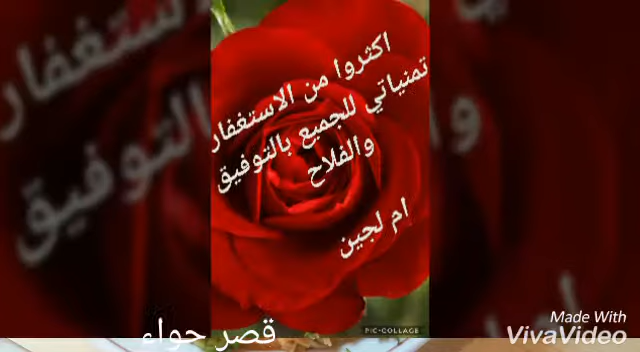 اكثروا من الاستغفار
تمنياتي للجميع بالتوفيق
والفلاح
ام لجين
قصر حواء
PIC-COLLAGE
Made With
VivaVideo